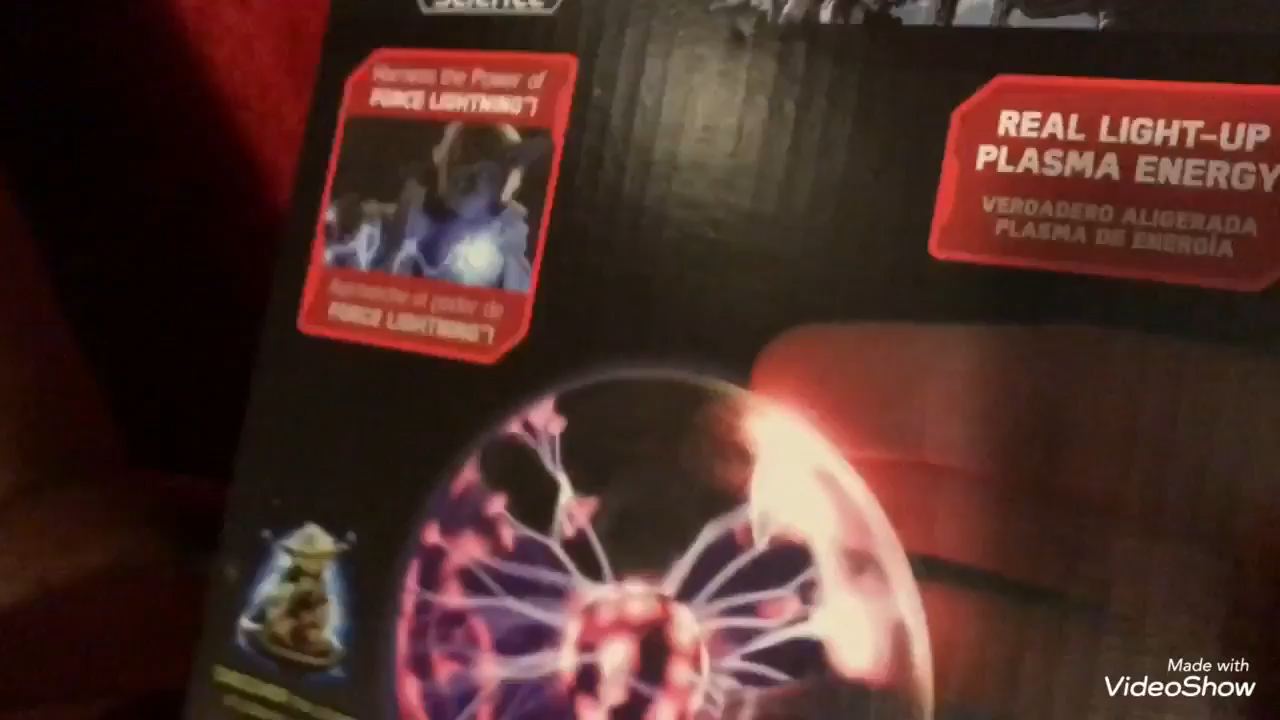 Science
Harness the Power of
FORCE LIGHTNING™!
REAL LIGHT-UP
PLASMA ENERGY
VERDADERO ALIGERADA
PLASMA DE ENERGÍA
el poder de
FORCE LIGHTNING™!
Made with
VideoShow